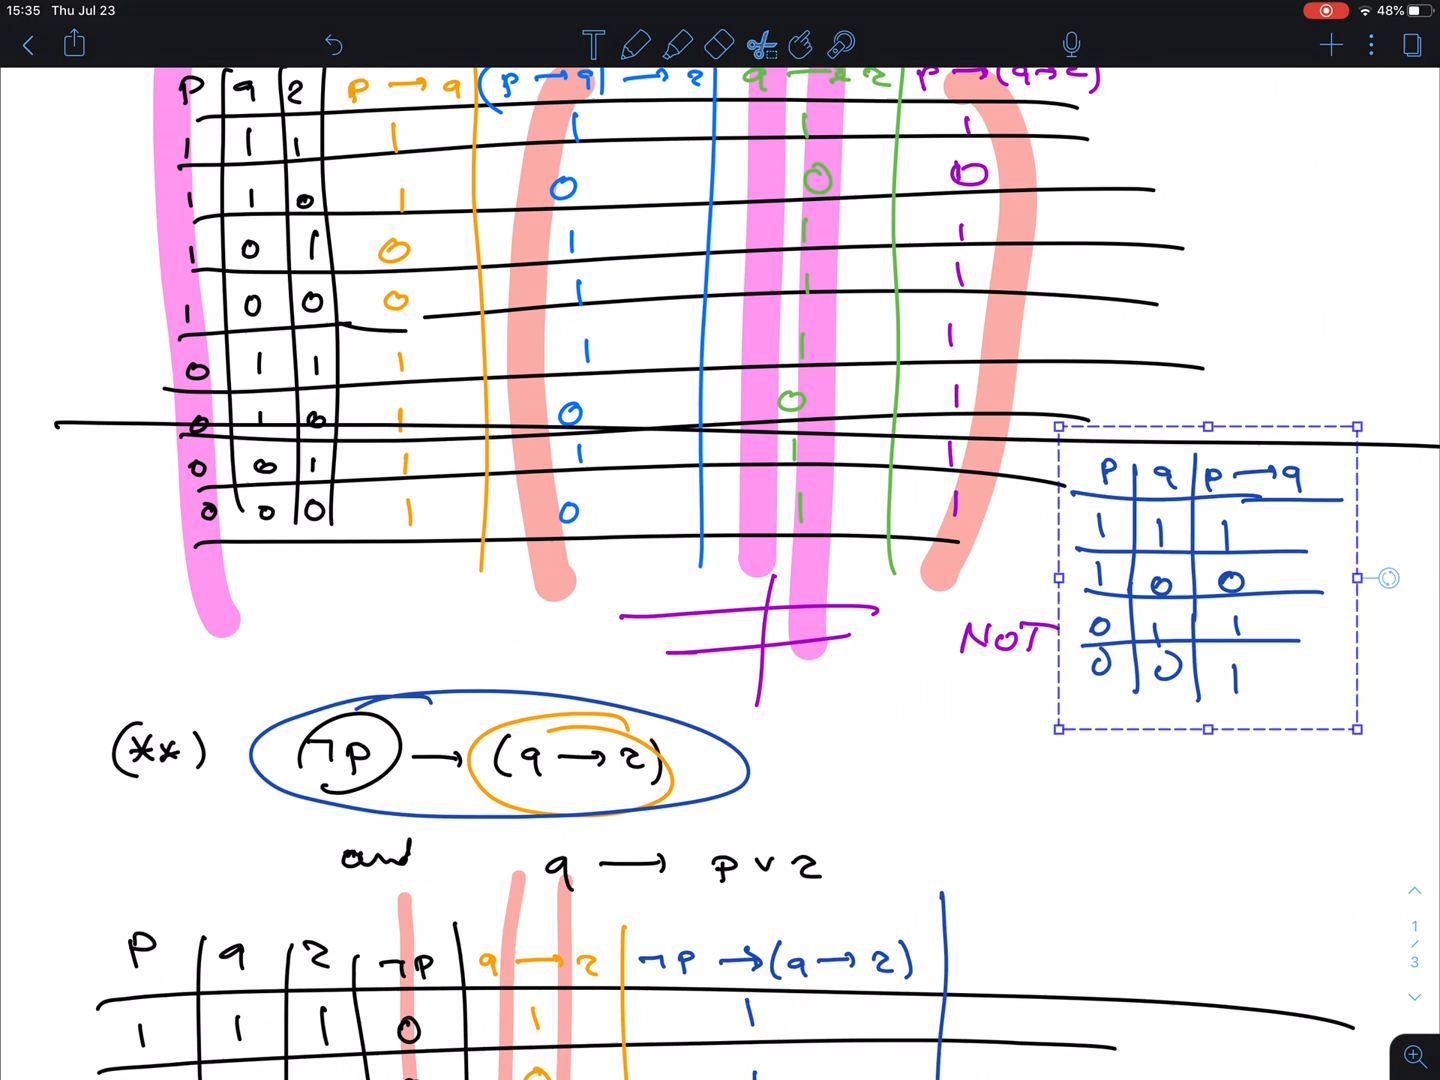 15:35 Thu Jul 23 48%
p q r p → q (p → q) → r q → r p → (q → r)
1 1 1 1 1 1 1
1 1 0 1 0 0 0
1 0 1 0 1 1 1
1 0 0 0 1 1 1
0 1 1 1 1 1 1
0 1 0 1 0 0 1
0 0 1 1 1 1 1
0 0 0 1 0 1 1
p q p → q
1 1 1
1 0 0
0 1 1
0 0 1
NOT
(**) ¬p → (q → r)
and q → p ∨ r
p q r ¬p q → r ¬p → (q → r)
1 1 1 0 1 1
1
/
3